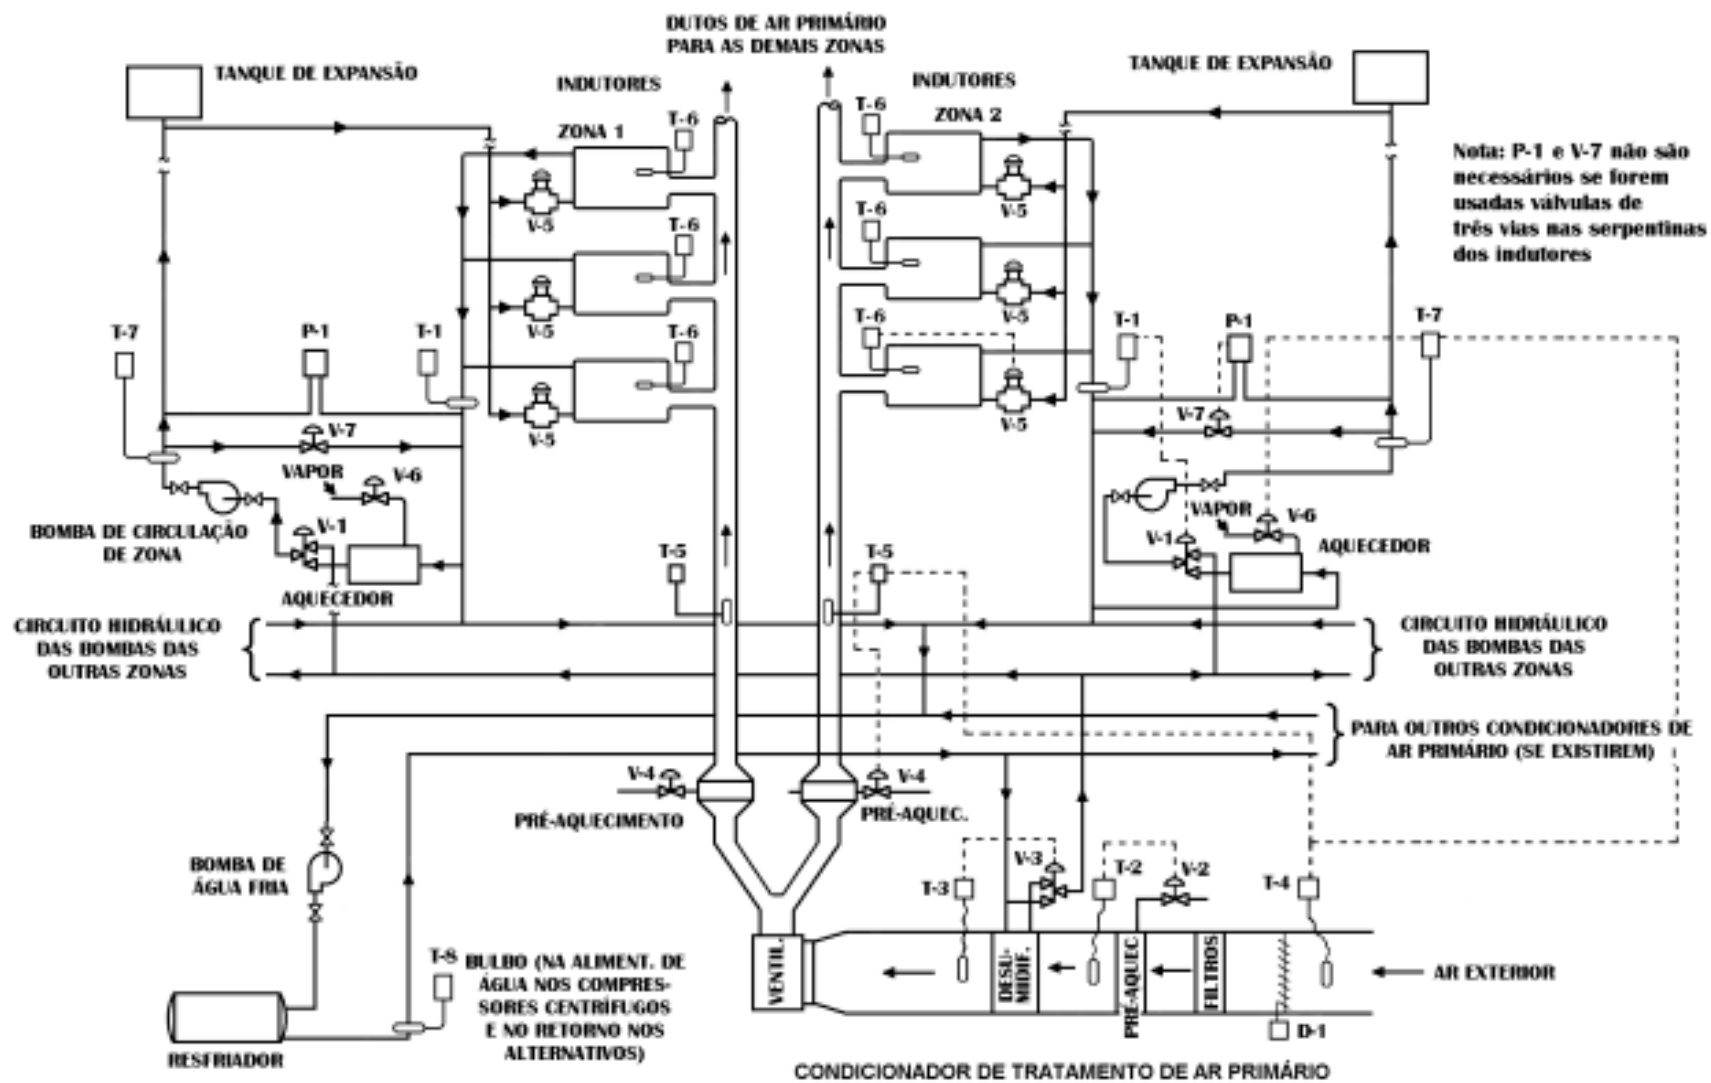 DUTOS DE AR PRIMÁRIO
PARA AS DEMAIS ZONAS
TANQUE DE EXPANSÃO
INDUTORES
INDUTORES
TANQUE DE EXPANSÃO
ZONA 1
T-6
T-6
ZONA 2
Nota: P-1 e V-7 não são
necessários se forem
usadas válvulas de
três vias nas serpentinas
dos indutores
V-5
V-5
T-6
T-6
V-5
V-5
T-6
T-6
V-5
V-5
T-7
P-1
T-1
T-1
P-1
T-7
V-7
V-7
VAPOR
V-6
VAPOR
V-6
BOMBA DE CIRCULAÇÃO
DE ZONA
V-1
V-1
AQUECEDOR
AQUECEDOR
T-5
T-5
CIRCUITO HIDRÁULICO
DAS BOMBAS DAS
OUTRAS ZONAS
CIRCUITO HIDRÁULICO
DAS BOMBAS DAS
OUTRAS ZONAS
PARA OUTROS CONDICIONADORES DE
AR PRIMÁRIO (SE EXISTIREM)
V-4
V-4
PRÉ-AQUECIMENTO
PRÉ-AQUEC.
BOMBA DE
ÁGUA FRIA
T-3
V-3
T-2
V-2
T-4
T-8
BULBO (NA ALIMENT. DE
ÁGUA NOS COMPRES-
SORES CENTRÍFUGOS
E NO RETORNO NOS
ALTERNATIVOS)
VENTIL.
DESU-
MIDIF.
PRÉ-AQUEC
FILTROS
AR EXTERIOR
D-1
RESFRIADOR
CONDICIONADOR DE TRATAMENTO DE AR PRIMÁRIO